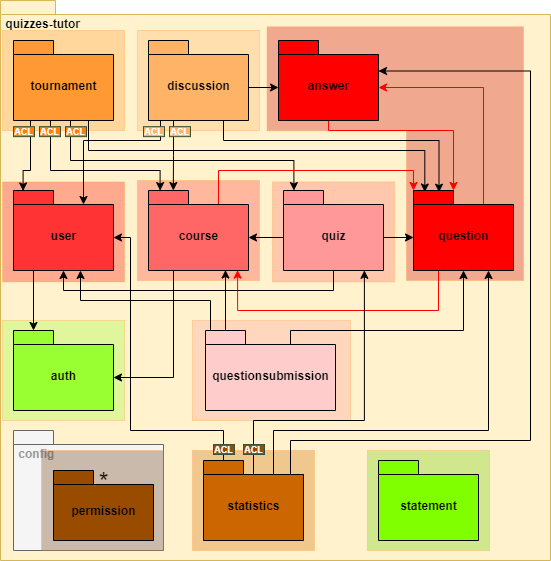 quizzes-tutor
tournament
discussion
answer
ACL ACL ACL ACL ACL
user
course
quiz
question
auth
questionsubmission
config
*
permission
ACL ACL
statistics
statement